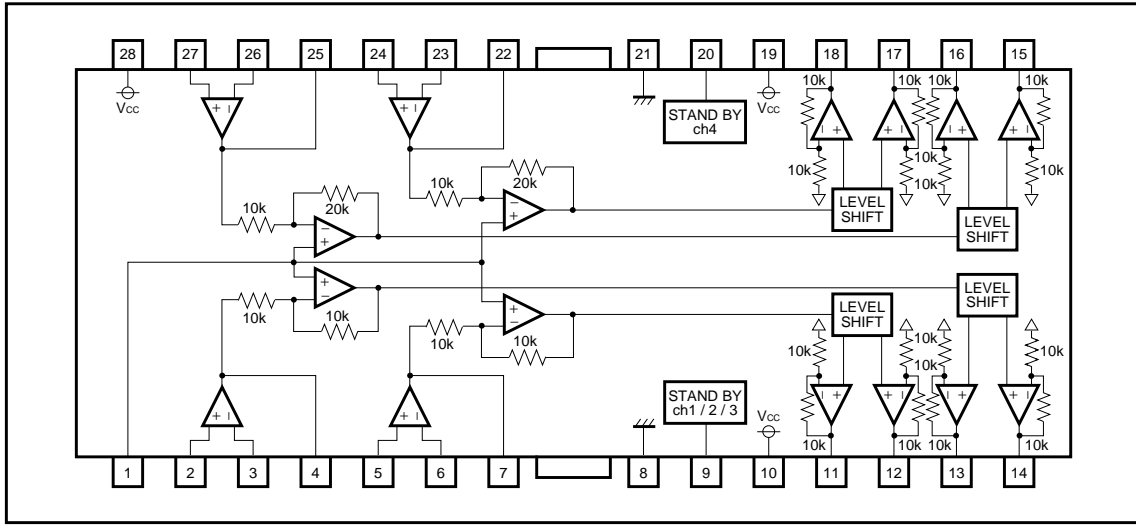 28 27 26 25 24 23 22 21 20 19 18 17 16 15
Vcc
STAND BY
ch4
Vcc
10k 10k 10k 10k
10k 10k 10k 10k
10k 20k
10k 20k
LEVEL
SHIFT
LEVEL
SHIFT
LEVEL
SHIFT
LEVEL
SHIFT
10k 10k
10k 10k
10k 10k 10k 10k
STAND BY
ch1 / 2 / 3
Vcc
10k 10k 10k 10k
1 2 3 4 5 6 7 8 9 10 11 12 13 14